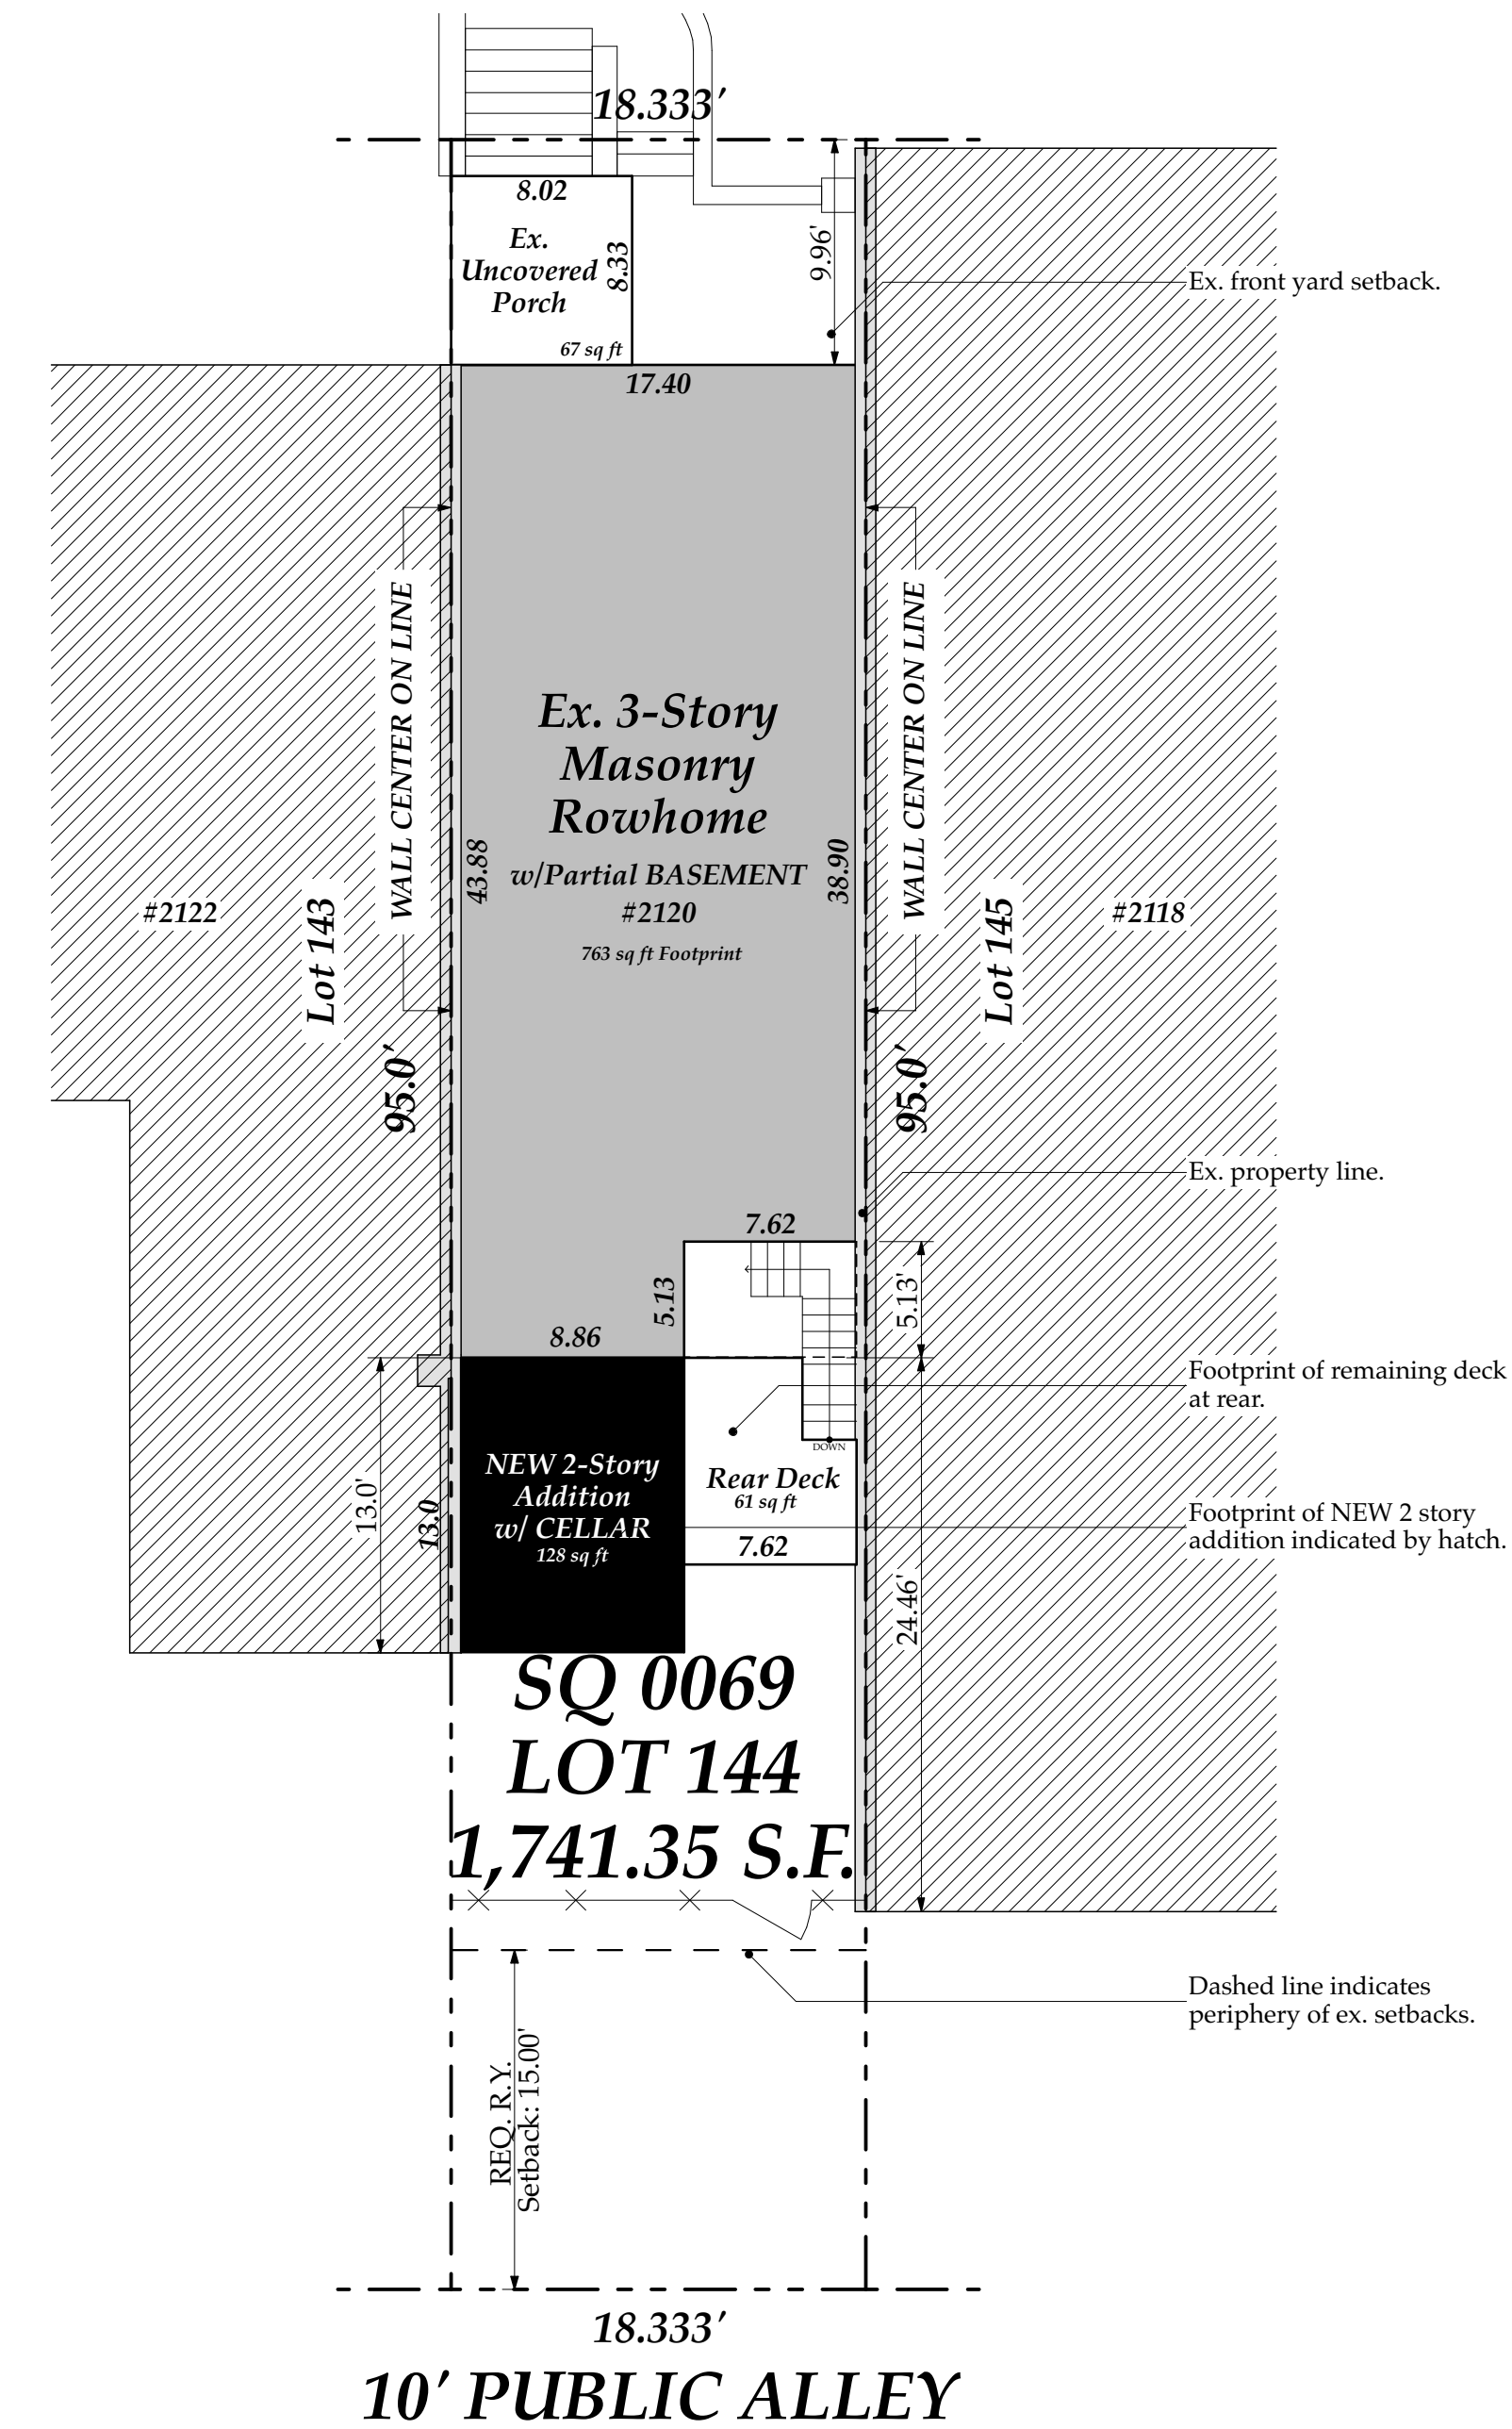 18.333'
8.02
Ex.
Uncovered
Porch
8.33
67 sq ft
9.96'
Ex. front yard setback.
17.40
WALL CENTER ON LINE
WALL CENTER ON LINE
Ex. 3-Story
Masonry
Rowhome
w/Partial BASEMENT
#2120
763 sq ft Footprint
43.88
38.90
#2122
Lot 143
Lot 145
#2118
95.0'
95.0'
Ex. property line.
7.62
5.13
5.13'
8.86
Footprint of remaining deck
at rear.
DOWN
NEW 2-Story
Addition
w/ CELLAR
128 sq ft
Rear Deck
61 sq ft
7.62
13.0'
13.0
Footprint of NEW 2 story
addition indicated by hatch.
24.46'
SQ 0069
LOT 144
1,741.35 S.F.
Dashed line indicates
periphery of ex. setbacks.
REQ. R.Y.
Setback: 15.00'
18.333'
10' PUBLIC ALLEY